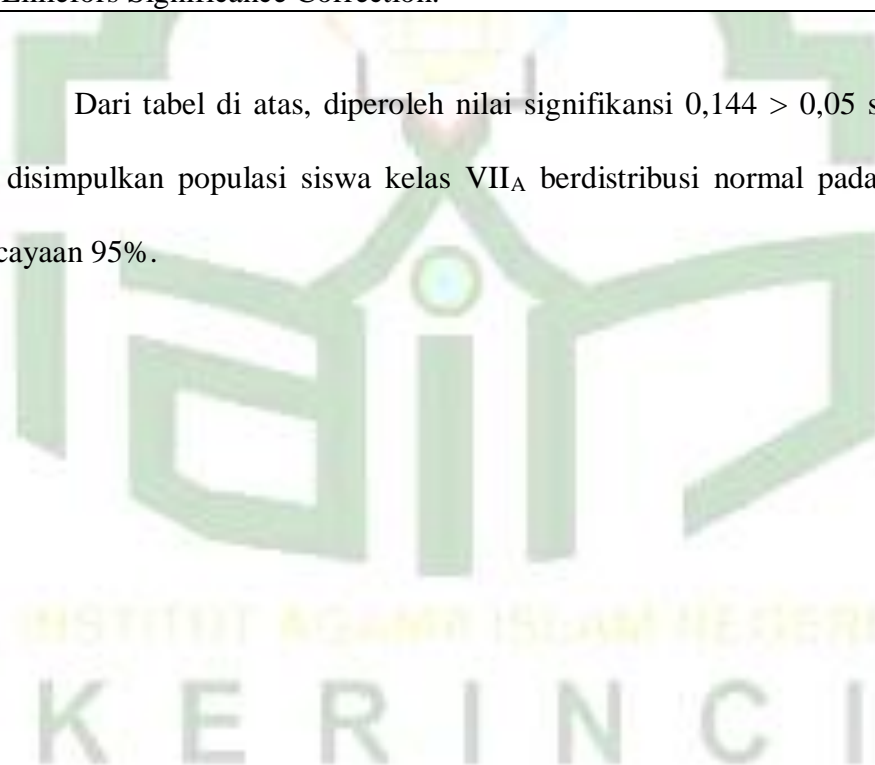 Lilliefors Significance Correction.
Dari tabel di atas, diperoleh nilai signifikansi 0,144 > 0,05 s
disimpulkan populasi siswa kelas VII_A berdistribusi normal pada
cayaan 95%.
INSTITUT AGAMA ISLAM NEGERI
K E R I N C I